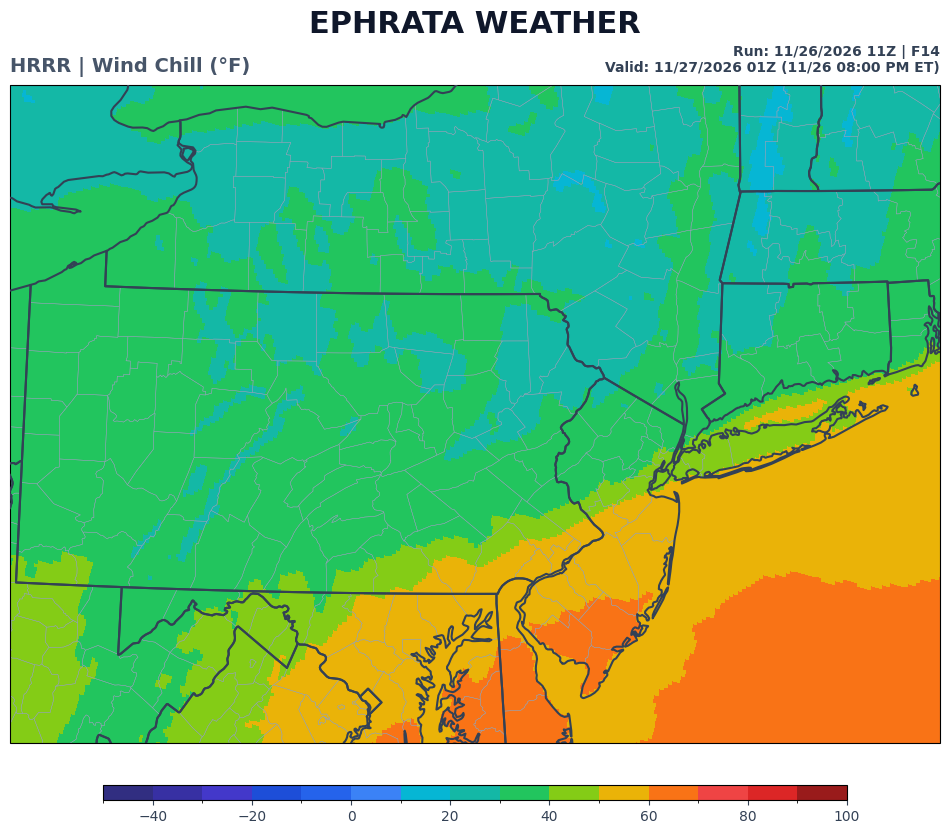 EPHRATA WEATHER
HRRR | Wind Chill (°F)
Run: 11/26/2026 11Z | F14
Valid: 11/27/2026 01Z (11/26 08:00 PM ET)
−40 −20 0 20 40 60 80 100